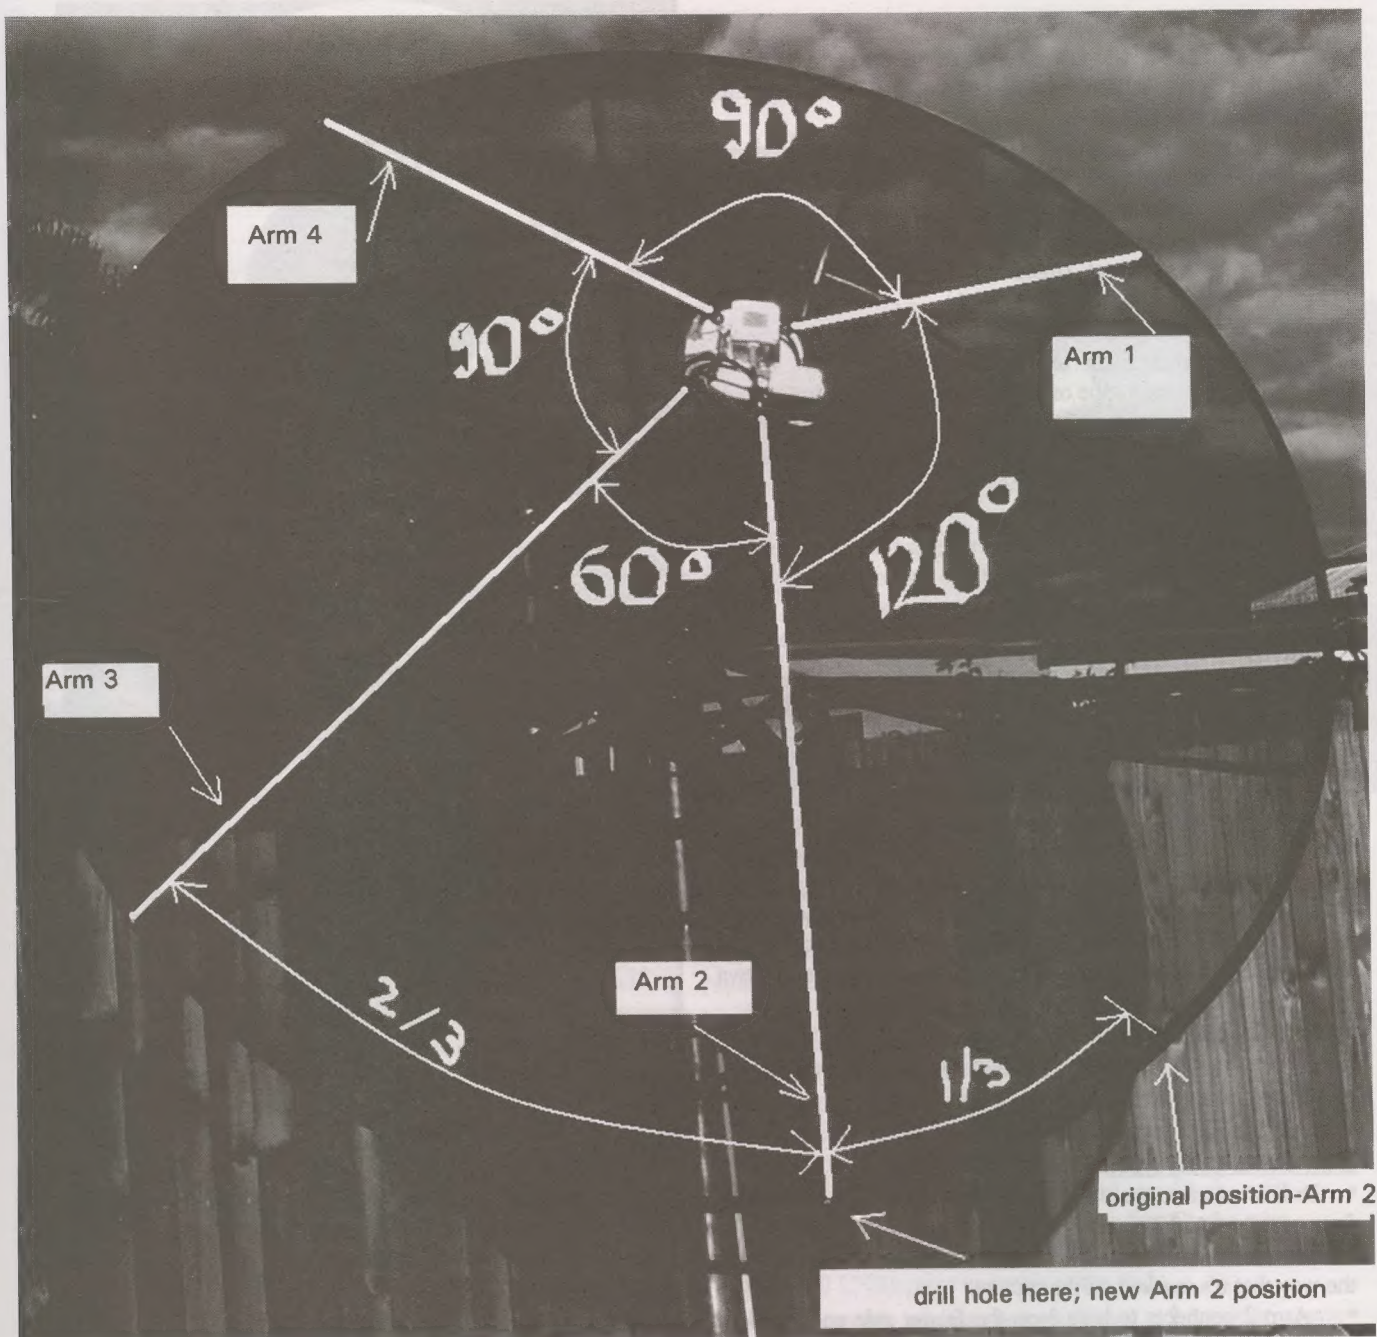 90°
Arm 4
90°
Arm 1
120°
60°
Arm 3
2/3
Arm 2
1/3
original position-Arm 2
drill hole here; new Arm 2 position